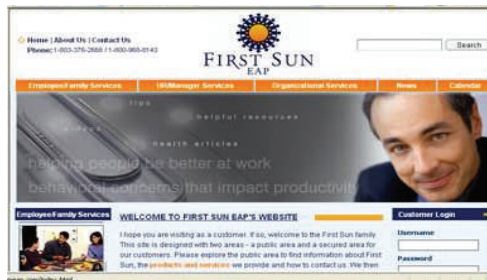 Home | About Us | Contact Us
Phone: 1-803-376-2668 / 1-800-968-8143
FIRST SUN
EAP
Search
Employee/Family Services
HR/Manager Services
Organizational Services
News
Calendar
tips
helpful resources
videos
health articles
helping people be better at work
behavioral concerns that impact productivity
Employee/Family Services
WELCOME TO FIRST SUN EAP'S WEBSITE
I hope you are visiting as a customer. If so, welcome to the First Sun family.
This site is designed with two areas - a public area and a secured area for
our customers. Please explore the public area to find information about First
Sun, the products and services we provide and how to contact us. We then
Customer Login
Username
Password